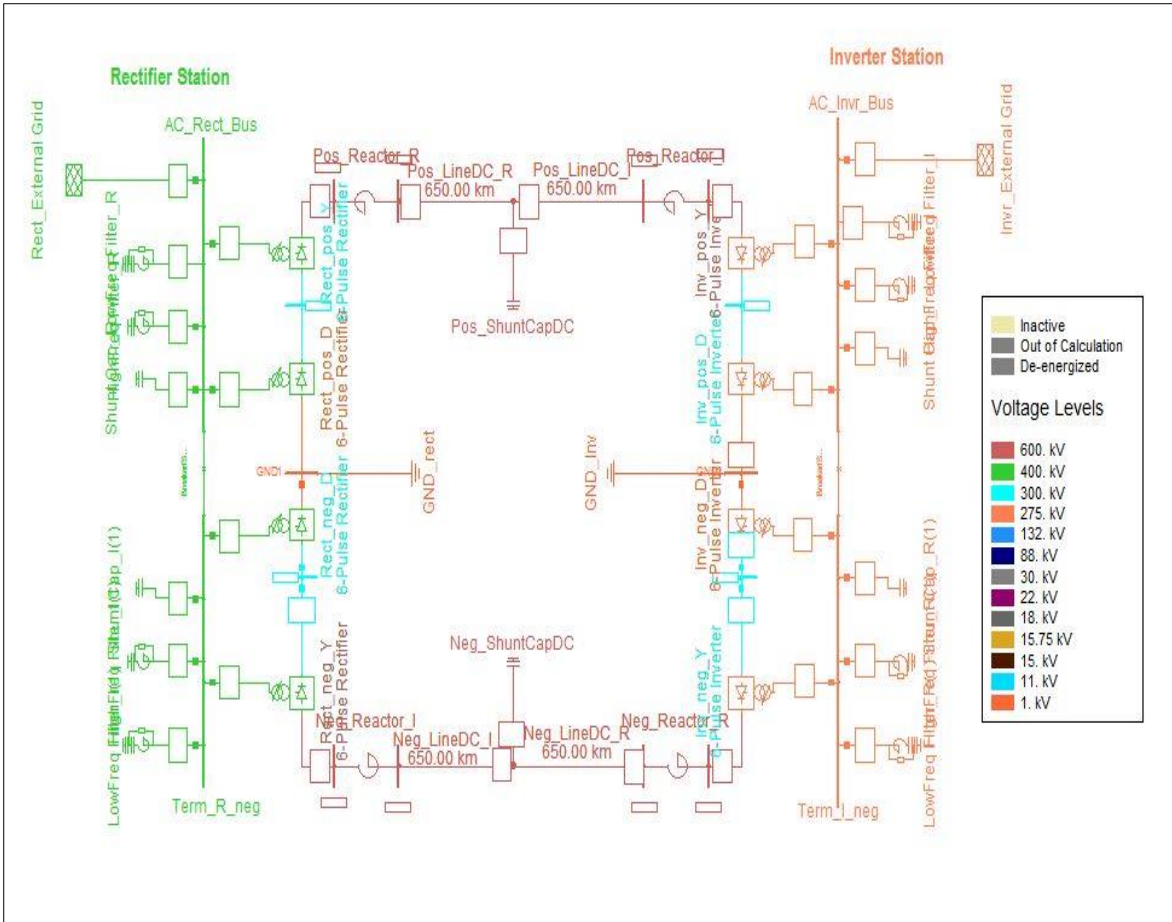 Rectifier Station
Inverter Station
AC_Rect_Bus
AC_Invr_Bus
Rect_External Grid
Invr_External Grid
Pos_Reactor_R
Pos_LineDC_R
650.00 km
Pos_LineDC_I
650.00 km
Pos_Reactor_I
Rect_pos_Y
6-Pulse Rectifier
Inv_pos_Y
6-Pulse Inverter
Pos_ShuntCapDC
Rect_pos_D
6-Pulse Rectifier
Inv_pos_D
6-Pulse Inverter
GND1
GND_rect
GND_Inv
Rect_neg_D
6-Pulse Rectifier
Inv_neg_D
6-Pulse Inverter
Neg_ShuntCapDC
Rect_neg_Y
6-Pulse Rectifier
Inv_neg_Y
6-Pulse Inverter
Neg_Reactor_I
Neg_LineDC_I
650.00 km
Neg_LineDC_R
650.00 km
Neg_Reactor_R
Term_R_neg
Term_I_neg
Inactive
Out of Calculation
De-energized
Voltage Levels
600. kV
400. kV
300. kV
275. kV
132. kV
88. kV
30. kV
22. kV
18. kV
15.75 kV
15. kV
11. kV
1. kV